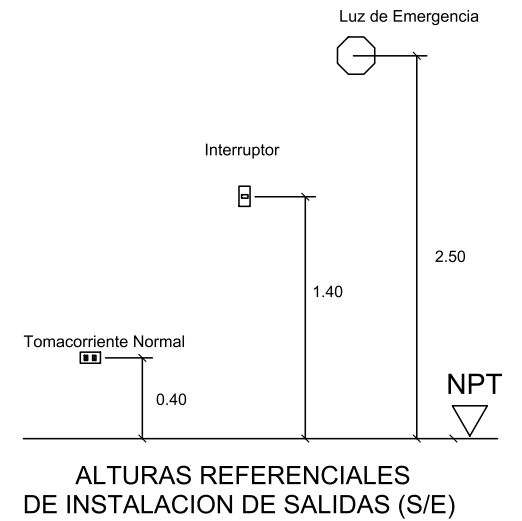 Luz de Emergencia
Interruptor
2.50
1.40
Tomacorriente Normal
0.40
NPT
ALTURAS REFERENCIALES
DE INSTALACION DE SALIDAS (S/E)